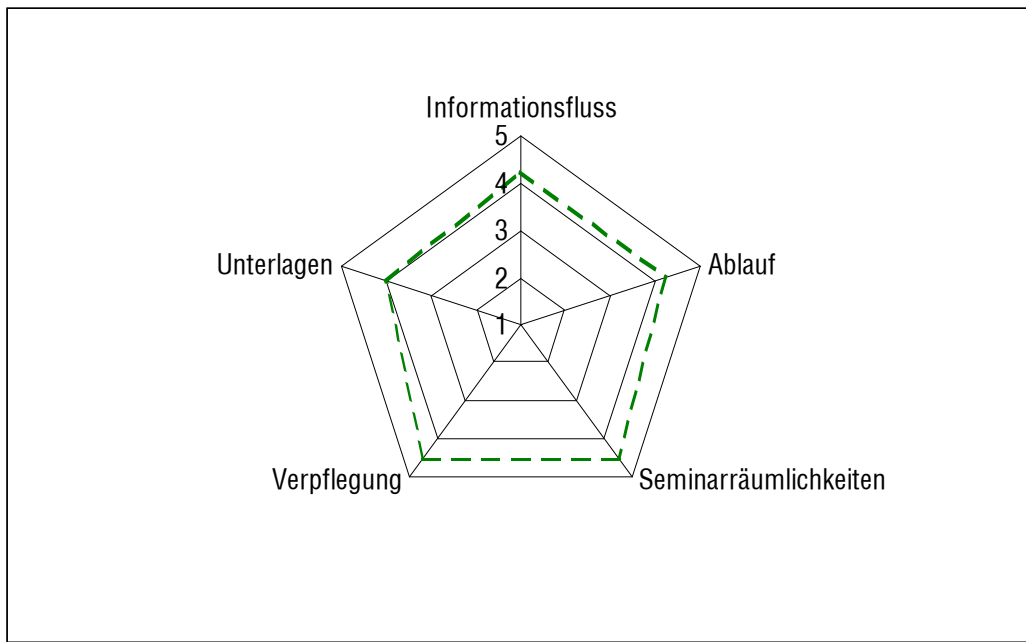 Informationsfluss
5
4
3
2
1
Unterlagen
Ablauf
Verpflegung
Seminarräumlichkeiten